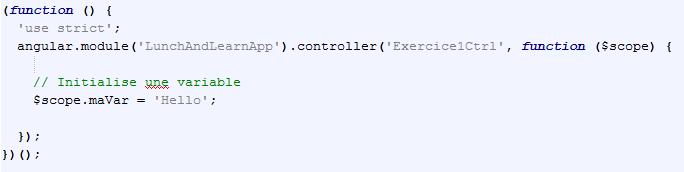 (function () {
'use strict';
angular.module('LunchAndLearnApp').controller('Exercice1Ctrl', function ($scope) {
// Initialise une variable
$scope.maVar = 'Hello';
});
})();